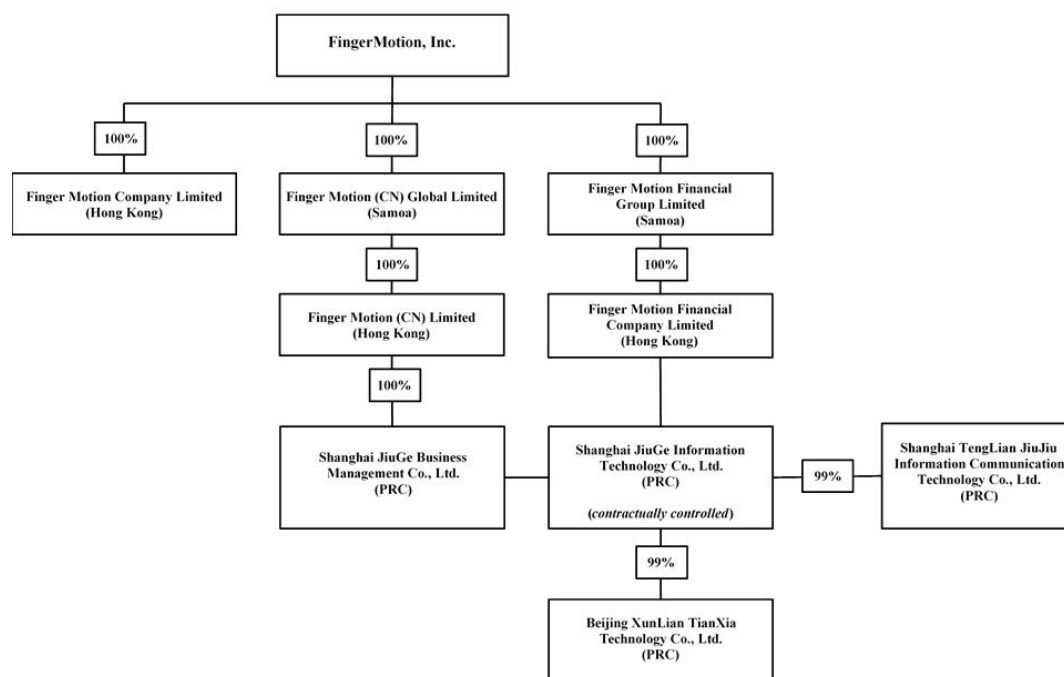 FingerMotion, Inc.
100%
100%
100%
Finger Motion Company Limited
(Hong Kong)
Finger Motion (CN) Global Limited
(Samoa)
Finger Motion Financial
Group Limited
(Samoa)
100%
100%
Finger Motion (CN) Limited
(Hong Kong)
Finger Motion Financial
Company Limited
(Hong Kong)
100%
Shanghai JiuGe Business
Management Co., Ltd.
(PRC)
Shanghai JiuGe Information
Technology Co., Ltd.
(PRC)
(contractually controlled)
99%
Shanghai TengLian JiuJiu
Information Communication
Technology Co., Ltd.
(PRC)
99%
Beijing XunLian TianXia
Technology Co., Ltd.
(PRC)